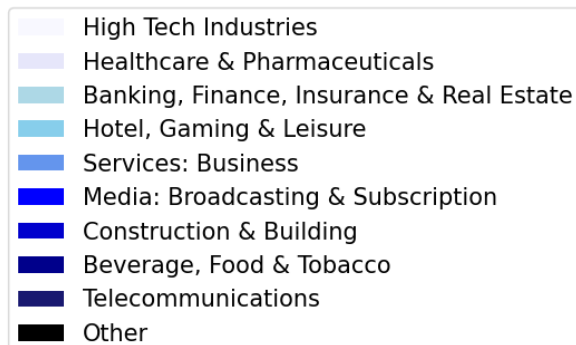 High Tech Industries
Healthcare & Pharmaceuticals
Banking, Finance, Insurance & Real Estate
Hotel, Gaming & Leisure
Services: Business
Media: Broadcasting & Subscription
Construction & Building
Beverage, Food & Tobacco
Telecommunications
Other